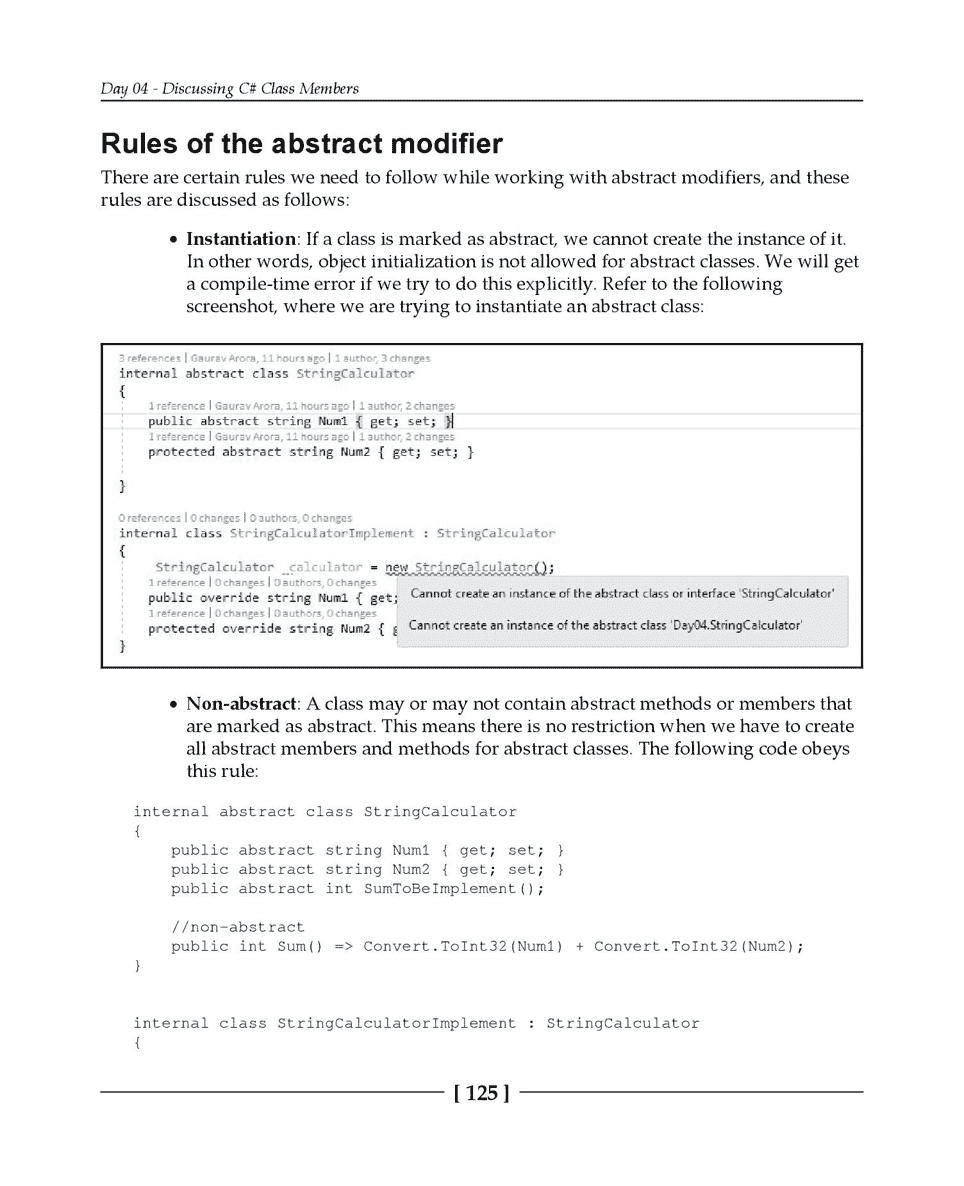 Day 04 - Discussing C# Class Members
Rules of the abstract modifier
There are certain rules we need to follow while working with abstract modifiers, and these
rules are discussed as follows:
• Instantiation: If a class is marked as abstract, we cannot create the instance of it.
In other words, object initialization is not allowed for abstract classes. We will get
a compile-time error if we try to do this explicitly. Refer to the following
screenshot, where we are trying to instantiate an abstract class:
3 references | Gaurav Arora, 11 hours ago | 1 author, 3 changes
internal abstract class StringCalculator
{
1 reference | Gaurav Arora, 11 hours ago | 1 author, 2 changes
public abstract string Num1 { get; set; }
1 reference | Gaurav Arora, 11 hours ago | 1 author, 2 changes
protected abstract string Num2 { get; set; }
}
0 references | 0 changes | 0 authors, 0 changes
internal class StringCalculatorImplement : StringCalculator
{
StringCalculator _calculator = new StringCalculator();
1 reference | 0 changes | 0 authors, 0 changes
public override string Num1 { get;
Cannot create an instance of the abstract class or interface 'StringCalculator'
1 reference | 0 changes | 0 authors, 0 changes
protected override string Num2 { g
Cannot create an instance of the abstract class 'Day04.StringCalculator'
}
• Non-abstract: A class may or may not contain abstract methods or members that
are marked as abstract. This means there is no restriction when we have to create
all abstract members and methods for abstract classes. The following code obeys
this rule:
internal abstract class StringCalculator
{
public abstract string Num1 { get; set; }
public abstract string Num2 { get; set; }
public abstract int SumToBeImplement();
//non-abstract
public int Sum() => Convert.ToInt32(Num1) + Convert.ToInt32(Num2);
}
internal class StringCalculatorImplement : StringCalculator
{
[ 125 ]